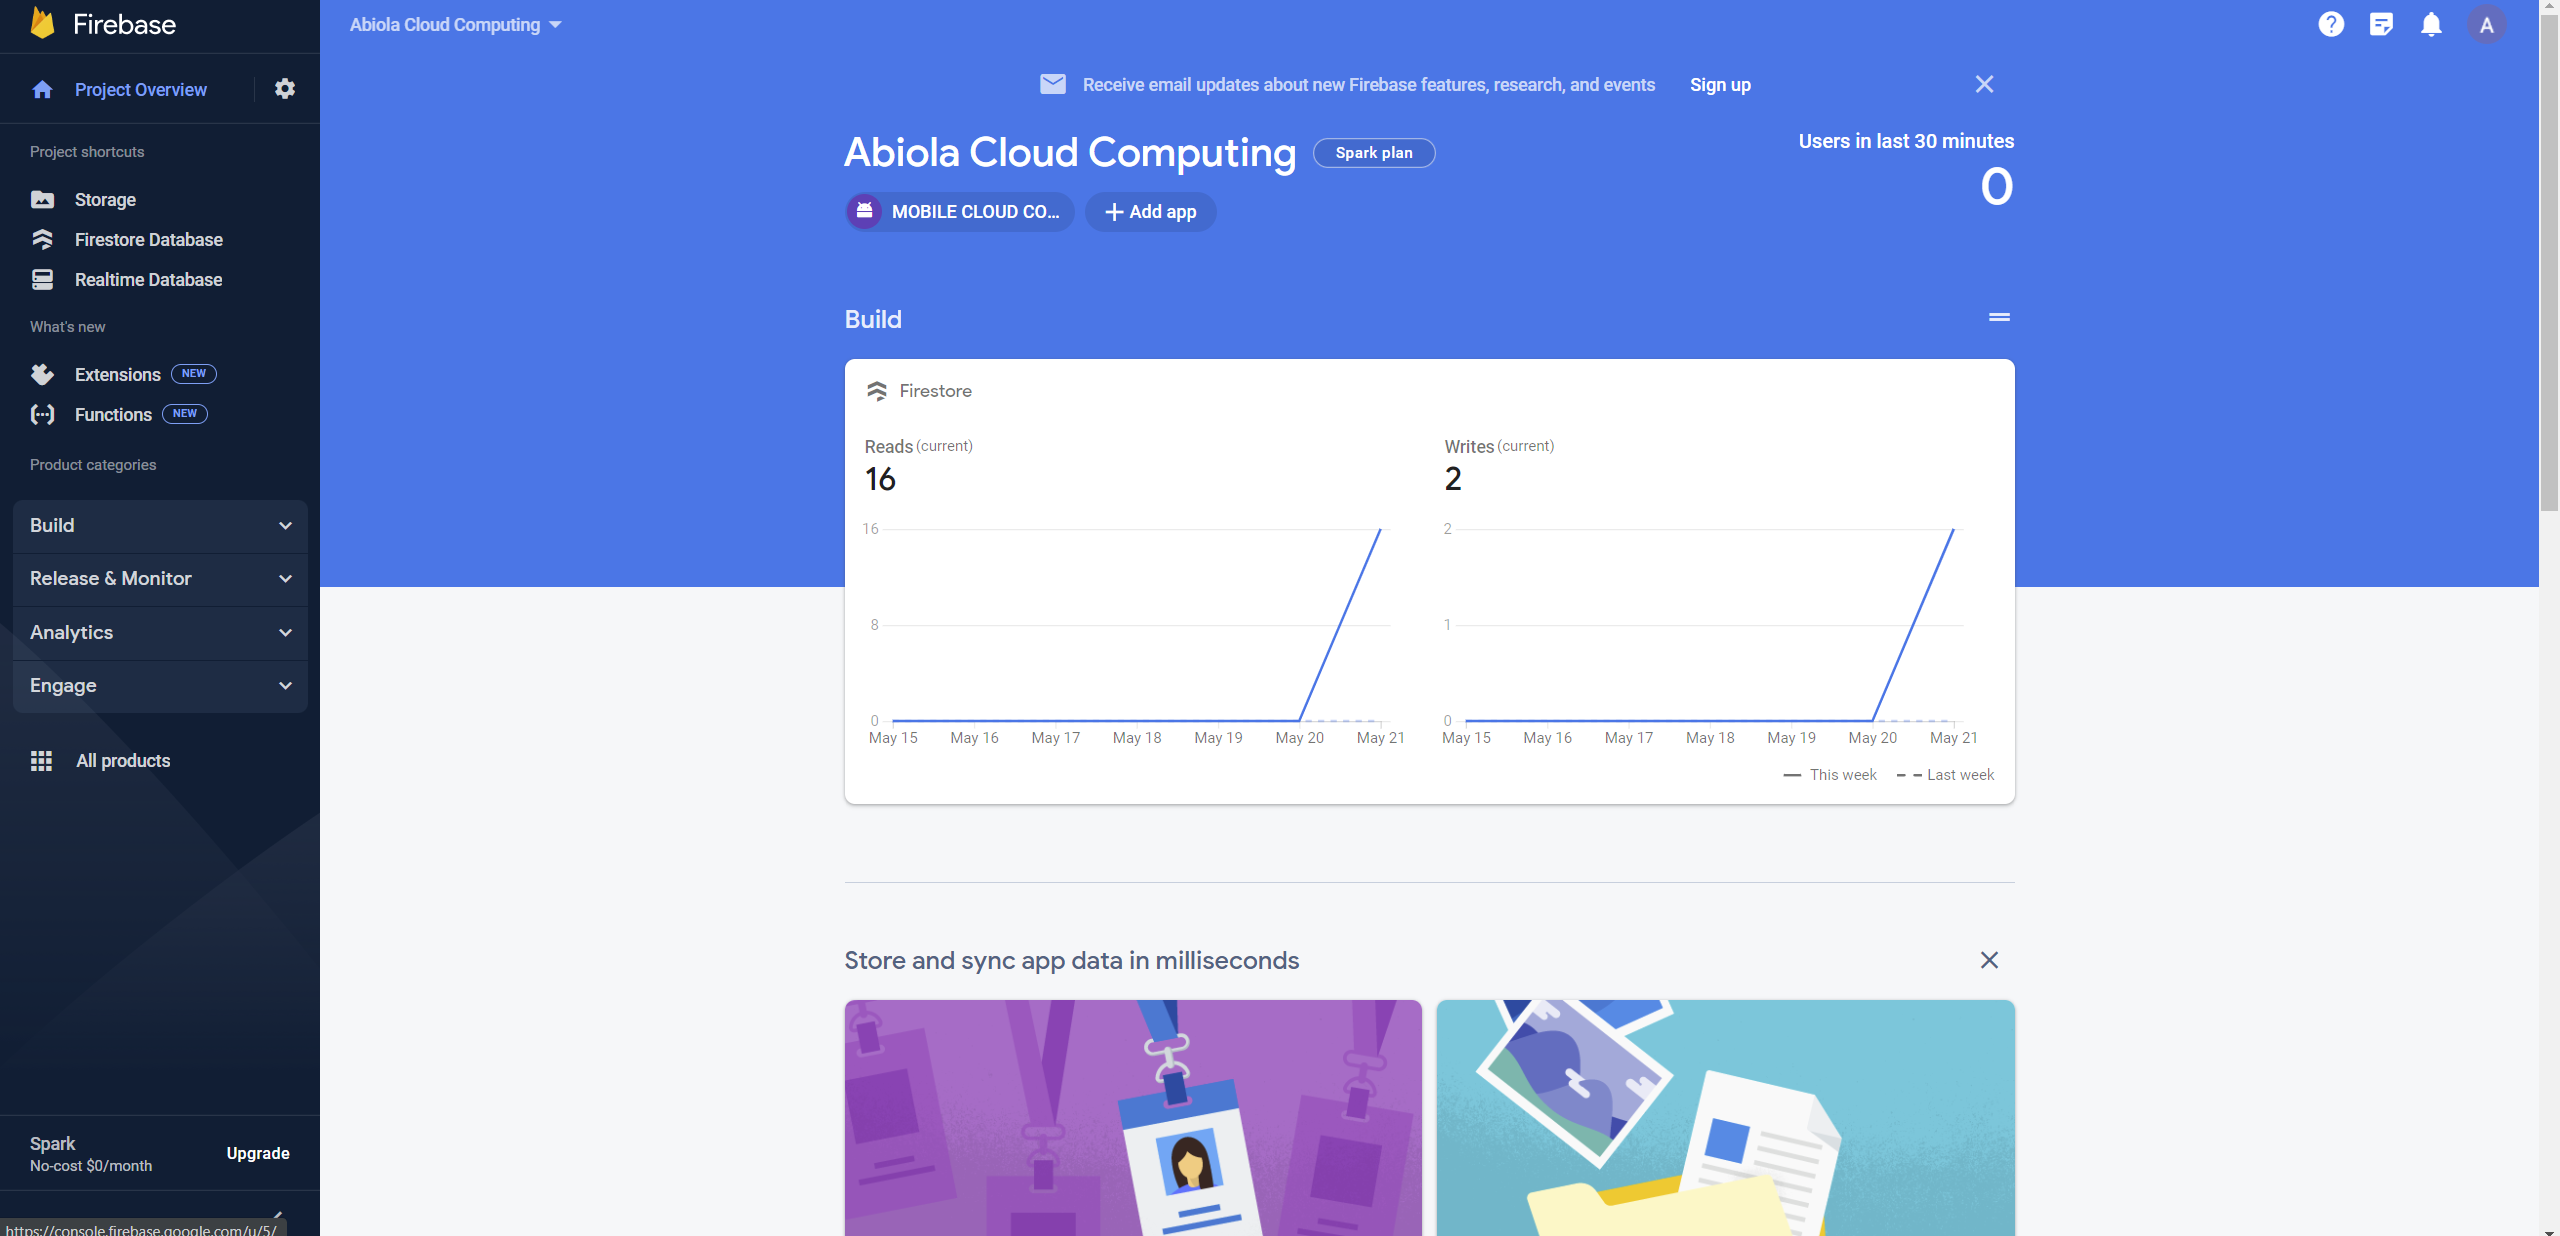 Firebase
Project Overview
Project shortcuts
Storage
Firestore Database
Realtime Database
What's new
Extensions NEW
Functions NEW
Product categories
Build
Release & Monitor
Analytics
Engage
All products
Spark
No-cost $0/month
Upgrade
https://console.firebase.google.com/u/5/
Abiola Cloud Computing
A
Receive email updates about new Firebase features, research, and events Sign up
Abiola Cloud Computing Spark plan
Users in last 30 minutes
0
MOBILE CLOUD CO... Add app
Build
Firestore
Reads (current)
16
16
8
0
May 15 May 16 May 17 May 18 May 19 May 20 May 21
Writes (current)
2
2
1
0
May 15 May 16 May 17 May 18 May 19 May 20 May 21
This week Last week
Store and sync app data in milliseconds